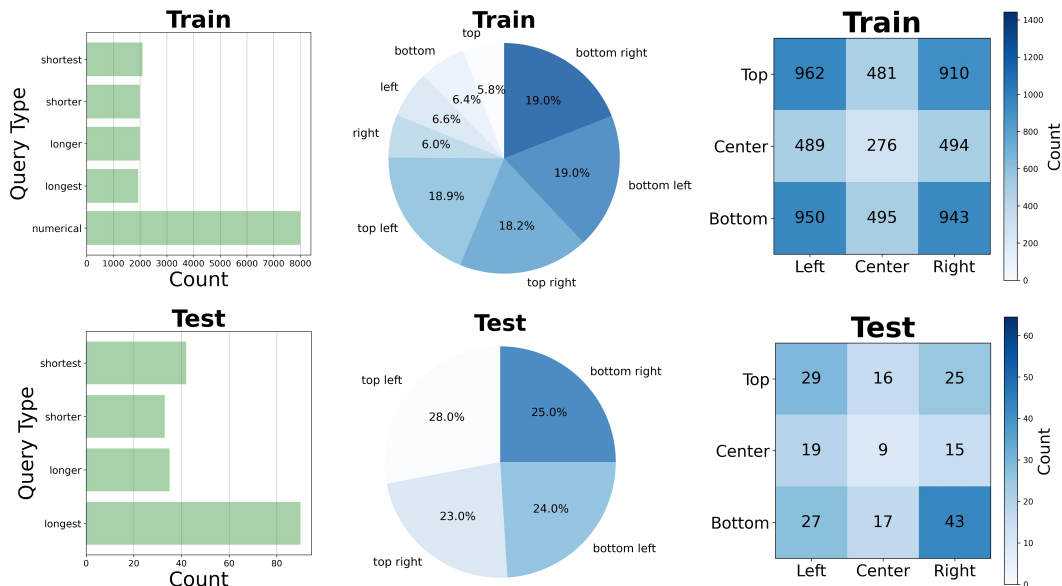 Train
Query Type
shortest
shorter
longer
longest
numerical
0 1000 2000 3000 4000 5000 6000 7000 8000
Count
Train
top
bottom
left
right
top left
top right
bottom left
bottom right
5.8%
6.4%
6.6%
6.0%
18.9%
18.2%
19.0%
19.0%
Train
Top 962 481 910
Center 489 276 494
Bottom 950 495 943
Left Center Right
1400
1200
1000
800
600
400
200
0
Count
Test
Query Type
shortest
shorter
longer
longest
0 20 40 60 80
Count
Test
top left
bottom right
28.0%
25.0%
23.0%
24.0%
top right
bottom left
Test
Top 29 16 25
Center 19 9 15
Bottom 27 17 43
Left Center Right
60
50
40
30
20
10
0
Count